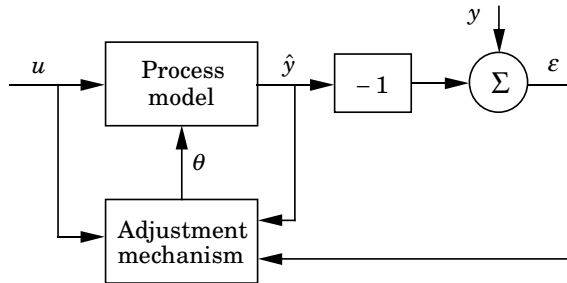 y
u
Process
model
ŷ
− 1
Σ
ε
θ
Adjustment
mechanism